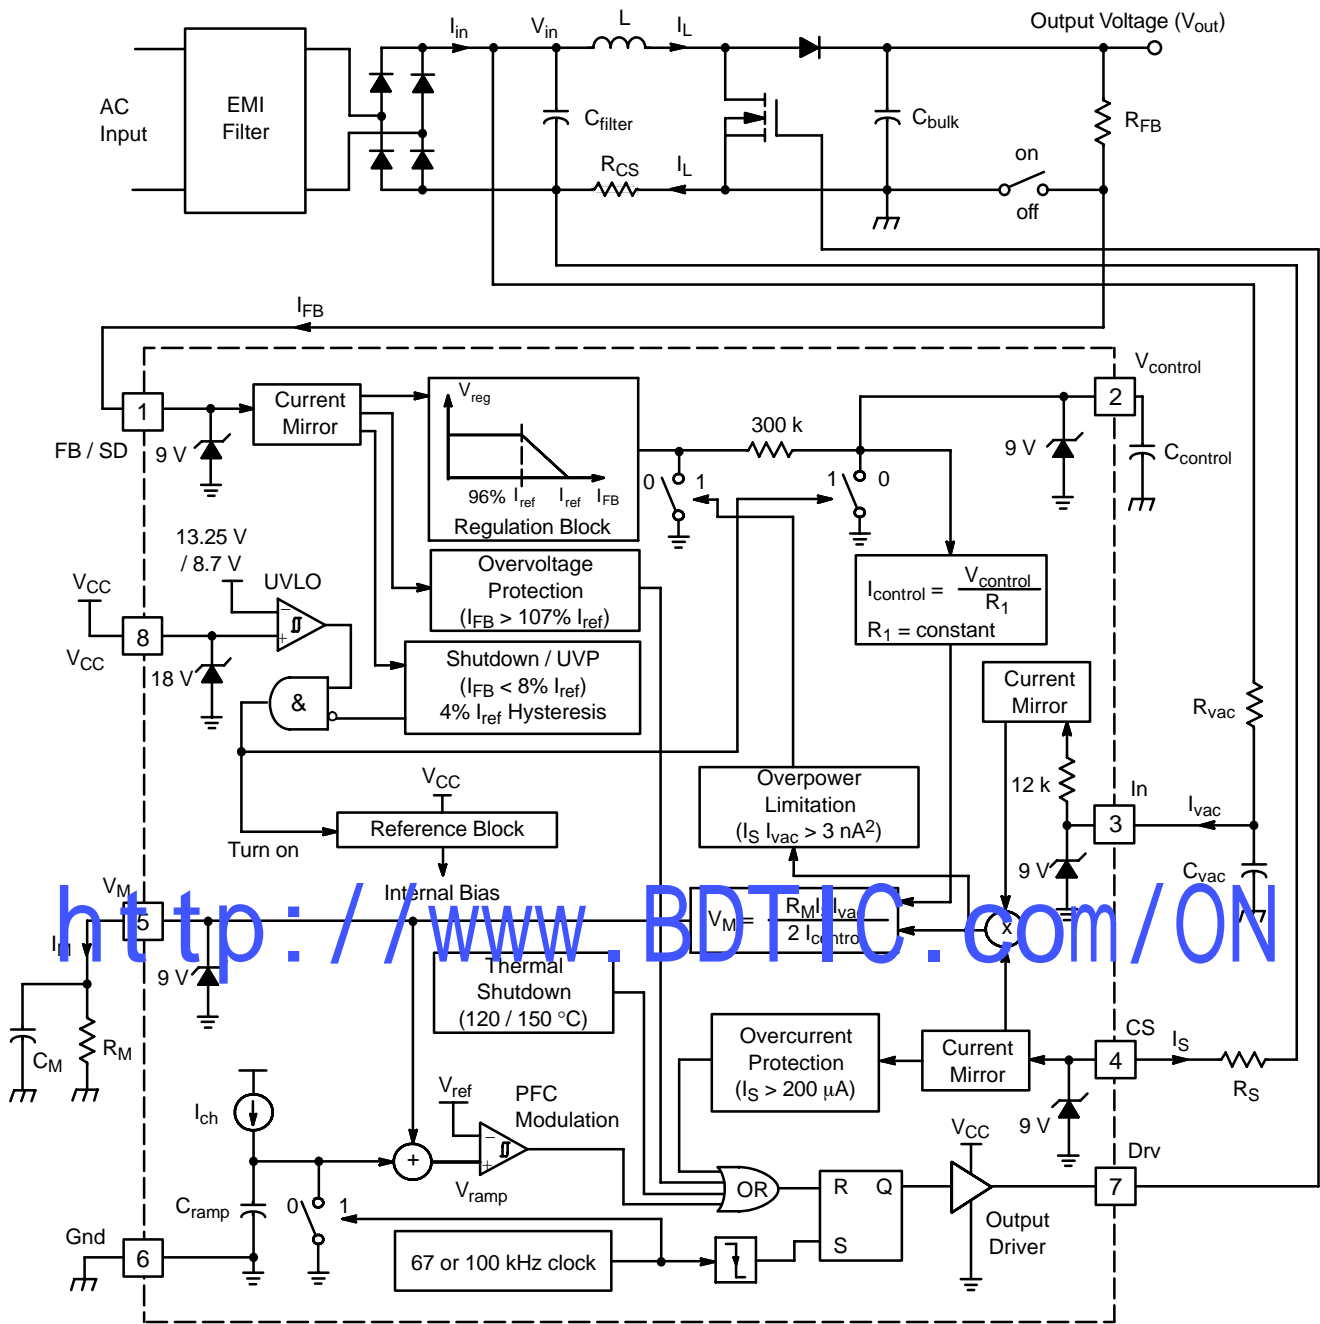 Output Voltage (Vout)
Iin
Vin
L
IL
AC
Input
EMI
Filter
Cfilter
Cbulk
RFB
RCS
IL
on
off
IFB
Vcontrol
1
FB / SD
9 V
Current
Mirror
Vreg
96% Iref
Iref
IFB
Regulation Block
300 k
0
1
1
0
9 V
2
Ccontrol
13.25 V
/ 8.7 V
UVLO
VCC
8
VCC
18 V
Overvoltage
Protection
(IFB > 107% Iref)
Icontrol = Vcontrol
R1
R1 = constant
&
Shutdown / UVP
(IFB < 8% Iref)
4% Iref Hysteresis
Current
Mirror
Rvac
VCC
Reference Block
Turn on
Internal Bias
Overpower
Limitation
(IS Ivac > 3 nA2)
12 k
In
3
Ivac
9 V
Cvac
VM
5
IM
9 V
VM = RMIS Ivac
2 Icontrol
x
http://www.BDTIC.com/ON
CM
RM
Thermal
Shutdown
(120 / 150 °C)
Overcurrent
Protection
(IS > 200 µA)
Current
Mirror
CS
4
IS
RS
9 V
Ich
Vref
PFC
Modulation
+
Vramp
Cramp
0
1
OR
R
Q
S
VCC
Output
Driver
Drv
7
Gnd
6
67 or 100 kHz clock